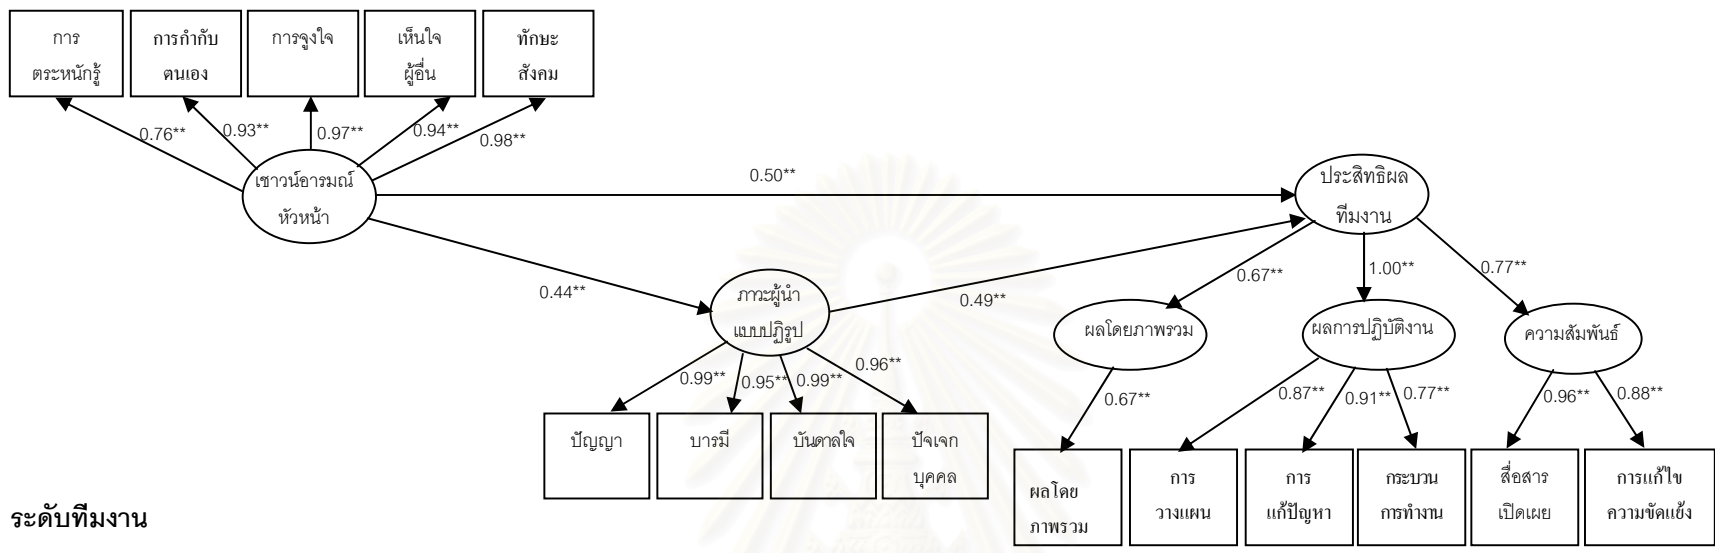 การ
ตระหนักรู้
การกำกับ
ตนเอง
การจูงใจ
เห็นใจ
ผู้อื่น
ทักษะ
สังคม
0.76**
0.93**
0.97**
0.94**
0.98**
เชาวน์อารมณ์
หัวหน้า
0.50**
ประสิทธิผล
ทีมงาน
0.44**
0.49**
0.67**
1.00**
0.77**
ภาวะผู้นำ
แบบปฏิรูป
ผลโดยภาพรวม
ผลการปฏิบัติงาน
ความสัมพันธ์
0.99**
0.95**
0.99**
0.96**
0.67**
0.87**
0.91**
0.77**
0.96**
0.88**
ปัญญา
บารมี
บันดาลใจ
ปัจเจก
บุคคล
ผลโดย
ภาพรวม
การ
วางแผน
การ
แก้ปัญหา
กระบวน
การทำงาน
สื่อสาร
เปิดเผย
การแก้ไข
ความขัดแย้ง
ระดับทีมงาน